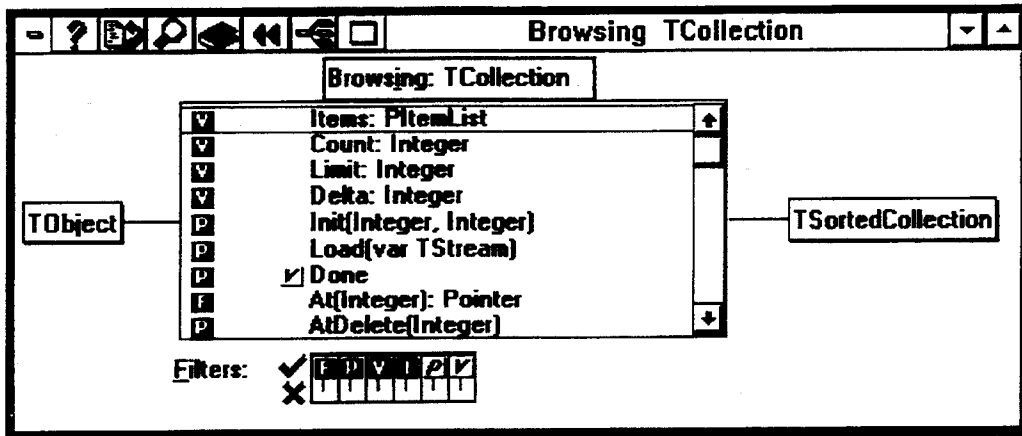 Browsing TCollection
Browsing: TCollection
V Items: PItemList
V Count: Integer
V Limit: Integer
V Delta: Integer
P Init(Integer, Integer)
P Load(var TStream)
P V Done
F At(Integer): Pointer
P AtDelete(Integer)
TObject
TSortedCollection
Filters:
F P V I P V